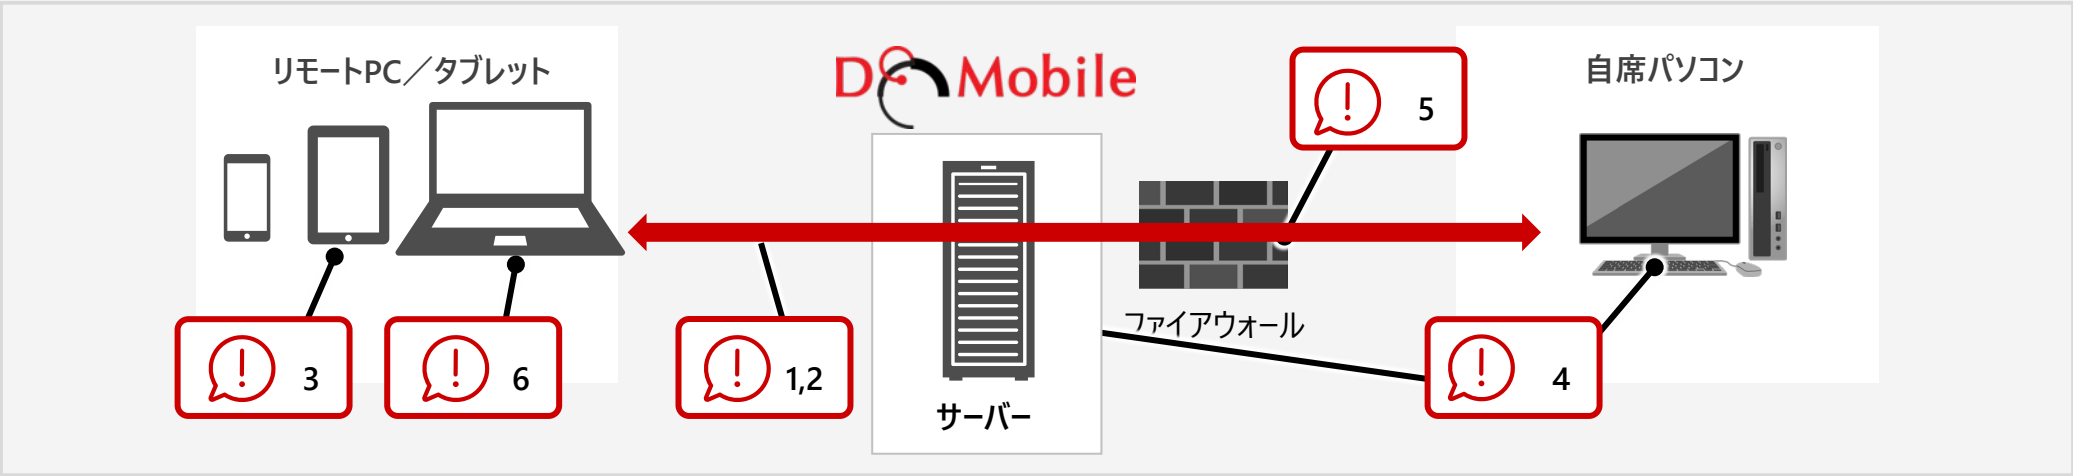 リモートPC／タブレット
DoMobile
自席パソコン
! 5
ファイアウォール
! 3
! 6
! 1,2
サーバー
! 4